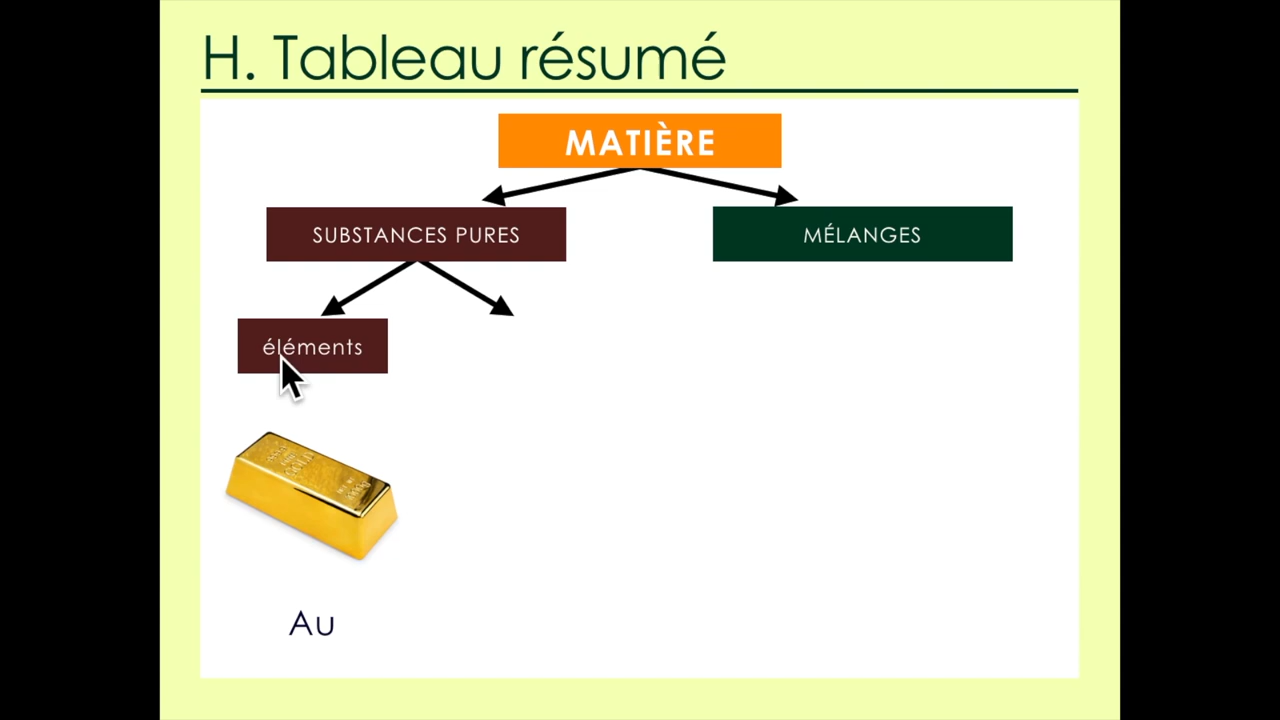 H. Tableau résumé
MATIÈRE
SUBSTANCES PURES
MÉLANGES
éléments
Au